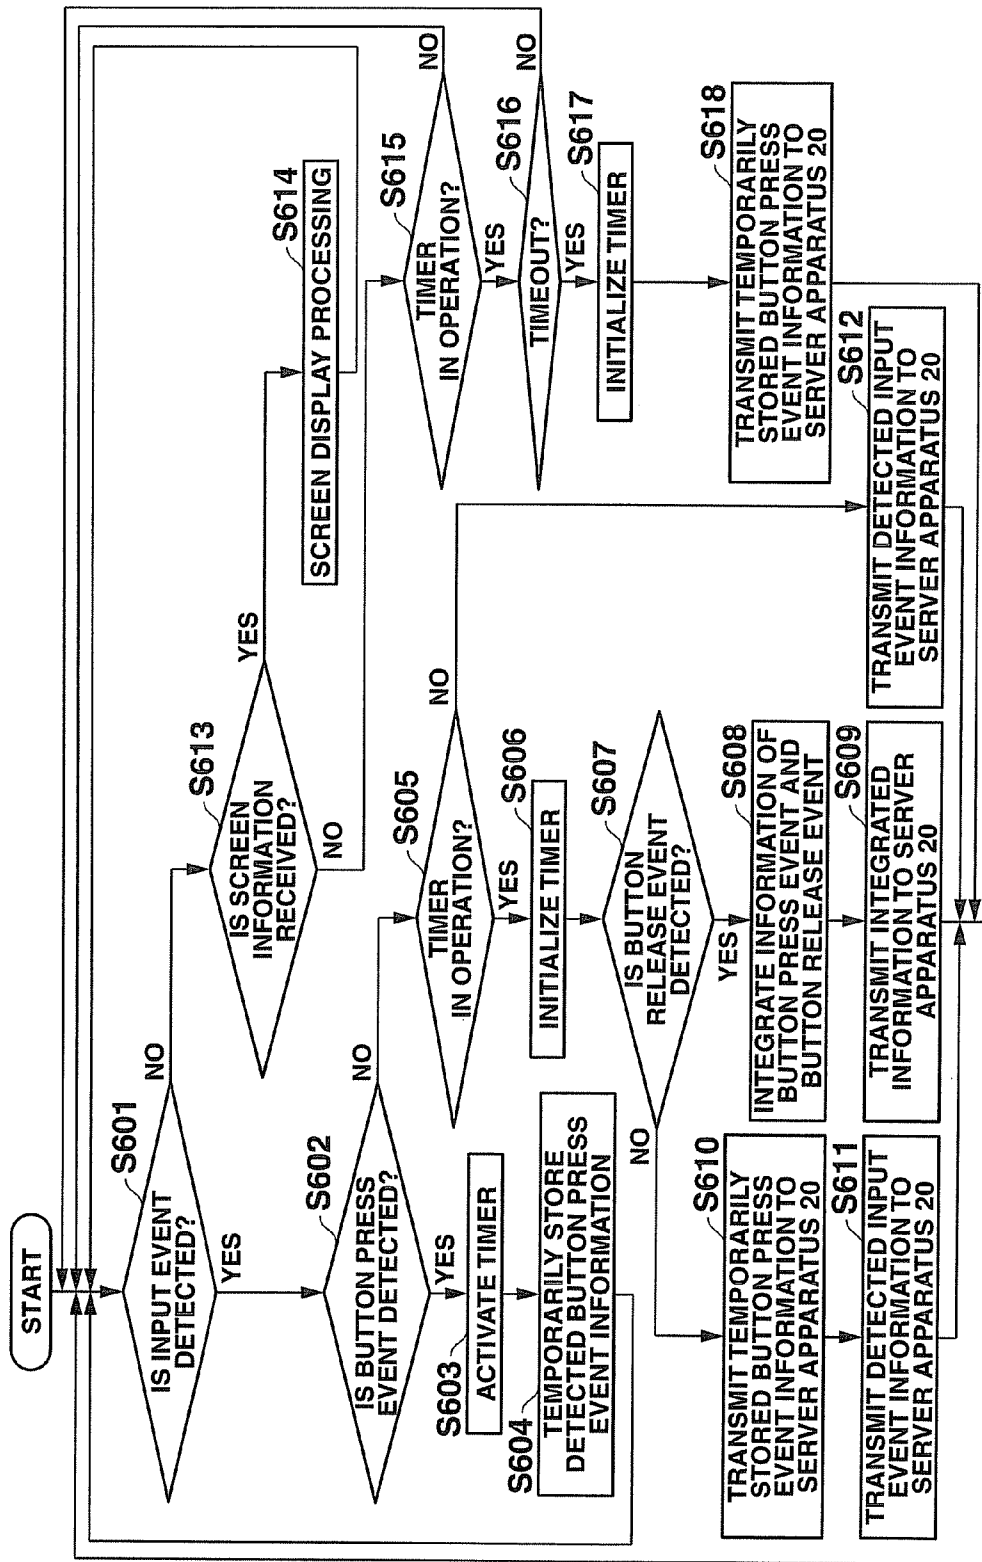 START
S601
IS INPUT EVENT
DETECTED?
NO
YES
S602
IS BUTTON PRESS
EVENT DETECTED?
NO
YES
S603
ACTIVATE TIMER
S604
TEMPORARILY STORE
DETECTED BUTTON PRESS
EVENT INFORMATION
S605
TIMER
IN OPERATION?
NO
YES
S606
INITIALIZE TIMER
S607
IS BUTTON
RELEASE EVENT
DETECTED?
NO
YES
S608
INTEGRATE INFORMATION OF
BUTTON PRESS EVENT AND
BUTTON RELEASE EVENT
S609
TRANSMIT INTEGRATED
INFORMATION TO SERVER
APPARATUS 20
S610
TRANSMIT TEMPORARILY
STORED BUTTON PRESS
EVENT INFORMATION TO
SERVER APPARATUS 20
S611
TRANSMIT DETECTED INPUT
EVENT INFORMATION TO
SERVER APPARATUS 20
S612
TRANSMIT DETECTED INPUT
EVENT INFORMATION TO
SERVER APPARATUS 20
S613
IS SCREEN
INFORMATION
RECEIVED?
YES
NO
S614
SCREEN DISPLAY PROCESSING
S615
TIMER
IN OPERATION?
NO
YES
S616
TIMEOUT?
NO
YES
S617
INITIALIZE TIMER
S618
TRANSMIT TEMPORARILY
STORED BUTTON PRESS
EVENT INFORMATION TO
SERVER APPARATUS 20